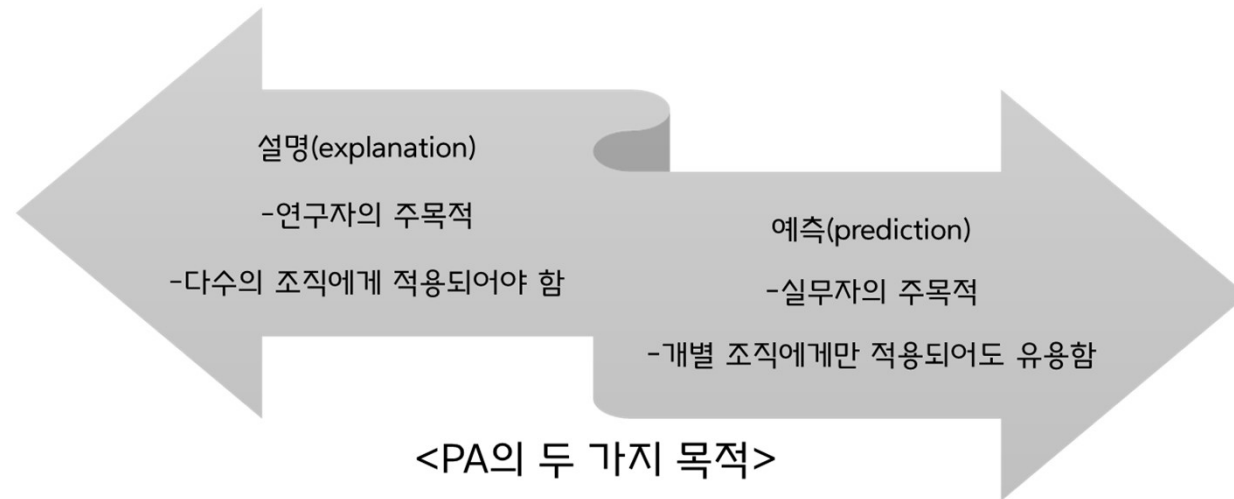 설명(explanation)
-연구자의 주목적
-다수의 조직에게 적용되어야 함
예측(prediction)
-실무자의 주목적
-개별 조직에게만 적용되어도 유용함
<PA의 두 가지 목적>